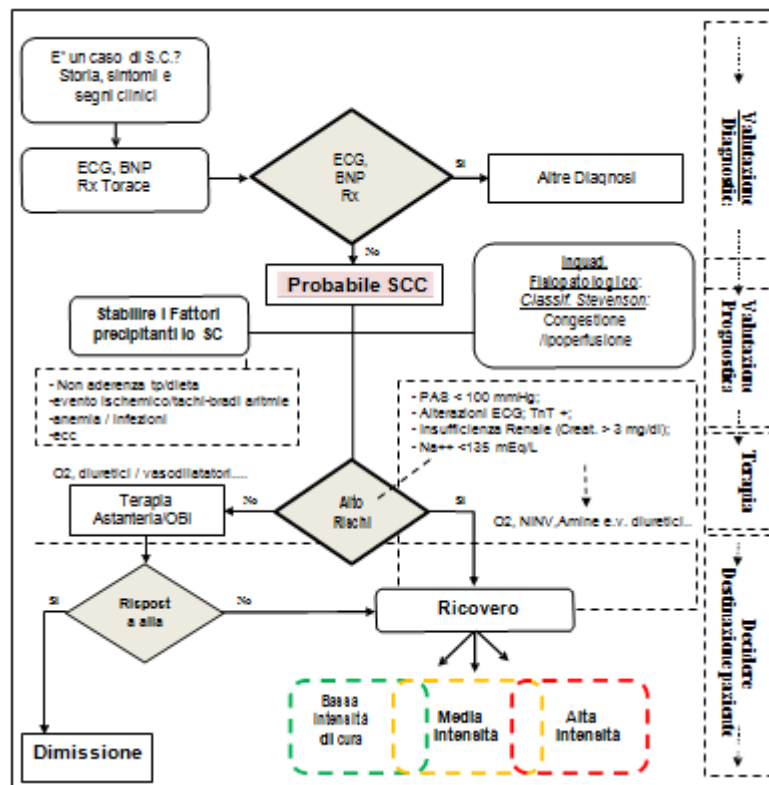 E" un caso di S.C.?
Storia, sintomi e
segni clinici
ECG, BNP
Rx Torace
ECG,
BNP
Rx
Si
Altre Diagnosi
No
Probabile SCC
Inquad.
Fisiopatologico:
Classif. Stevenson:
Congestione
/Ipoperfusione
Stabilire i Fattori
precipitanti lo SC
- Non aderenza tp/dieta
-evento ischemico/tachi-bradi aritmie
-anemia / infezioni
-ecc
- PAS < 100 mmHg;
- Alterazioni ECG; TnT +;
- Insufficienza Renale (Creat. > 3 mg/dl);
- Na++ <135 mEq/L
O2, diuretici / vasodilatatori....
Terapia
Astanteria/OBI
No
Alto
Rischi
Si
O2, NINV,Amine e.v. diuretici..
Si
Rispost
a alla
No
Ricovero
Dimissione
Bassa
Intensità
di cura
Media
Intensità
Alta
Intensità
Valutazione
Diagnostica
Valutazione
Prognostica
Terapia
Decidere
Destinazione paziente